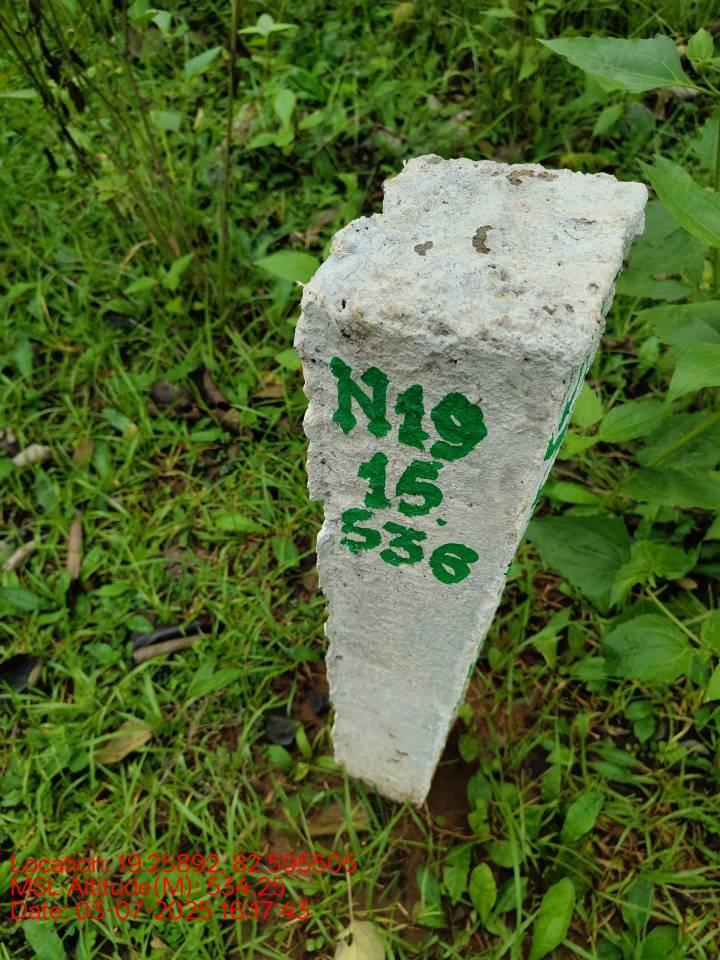 N19
15
536
Location: 19.25892, 82.595505
MSL Altitude(M): 534.25
Date: 03-07-2025 16:17:43